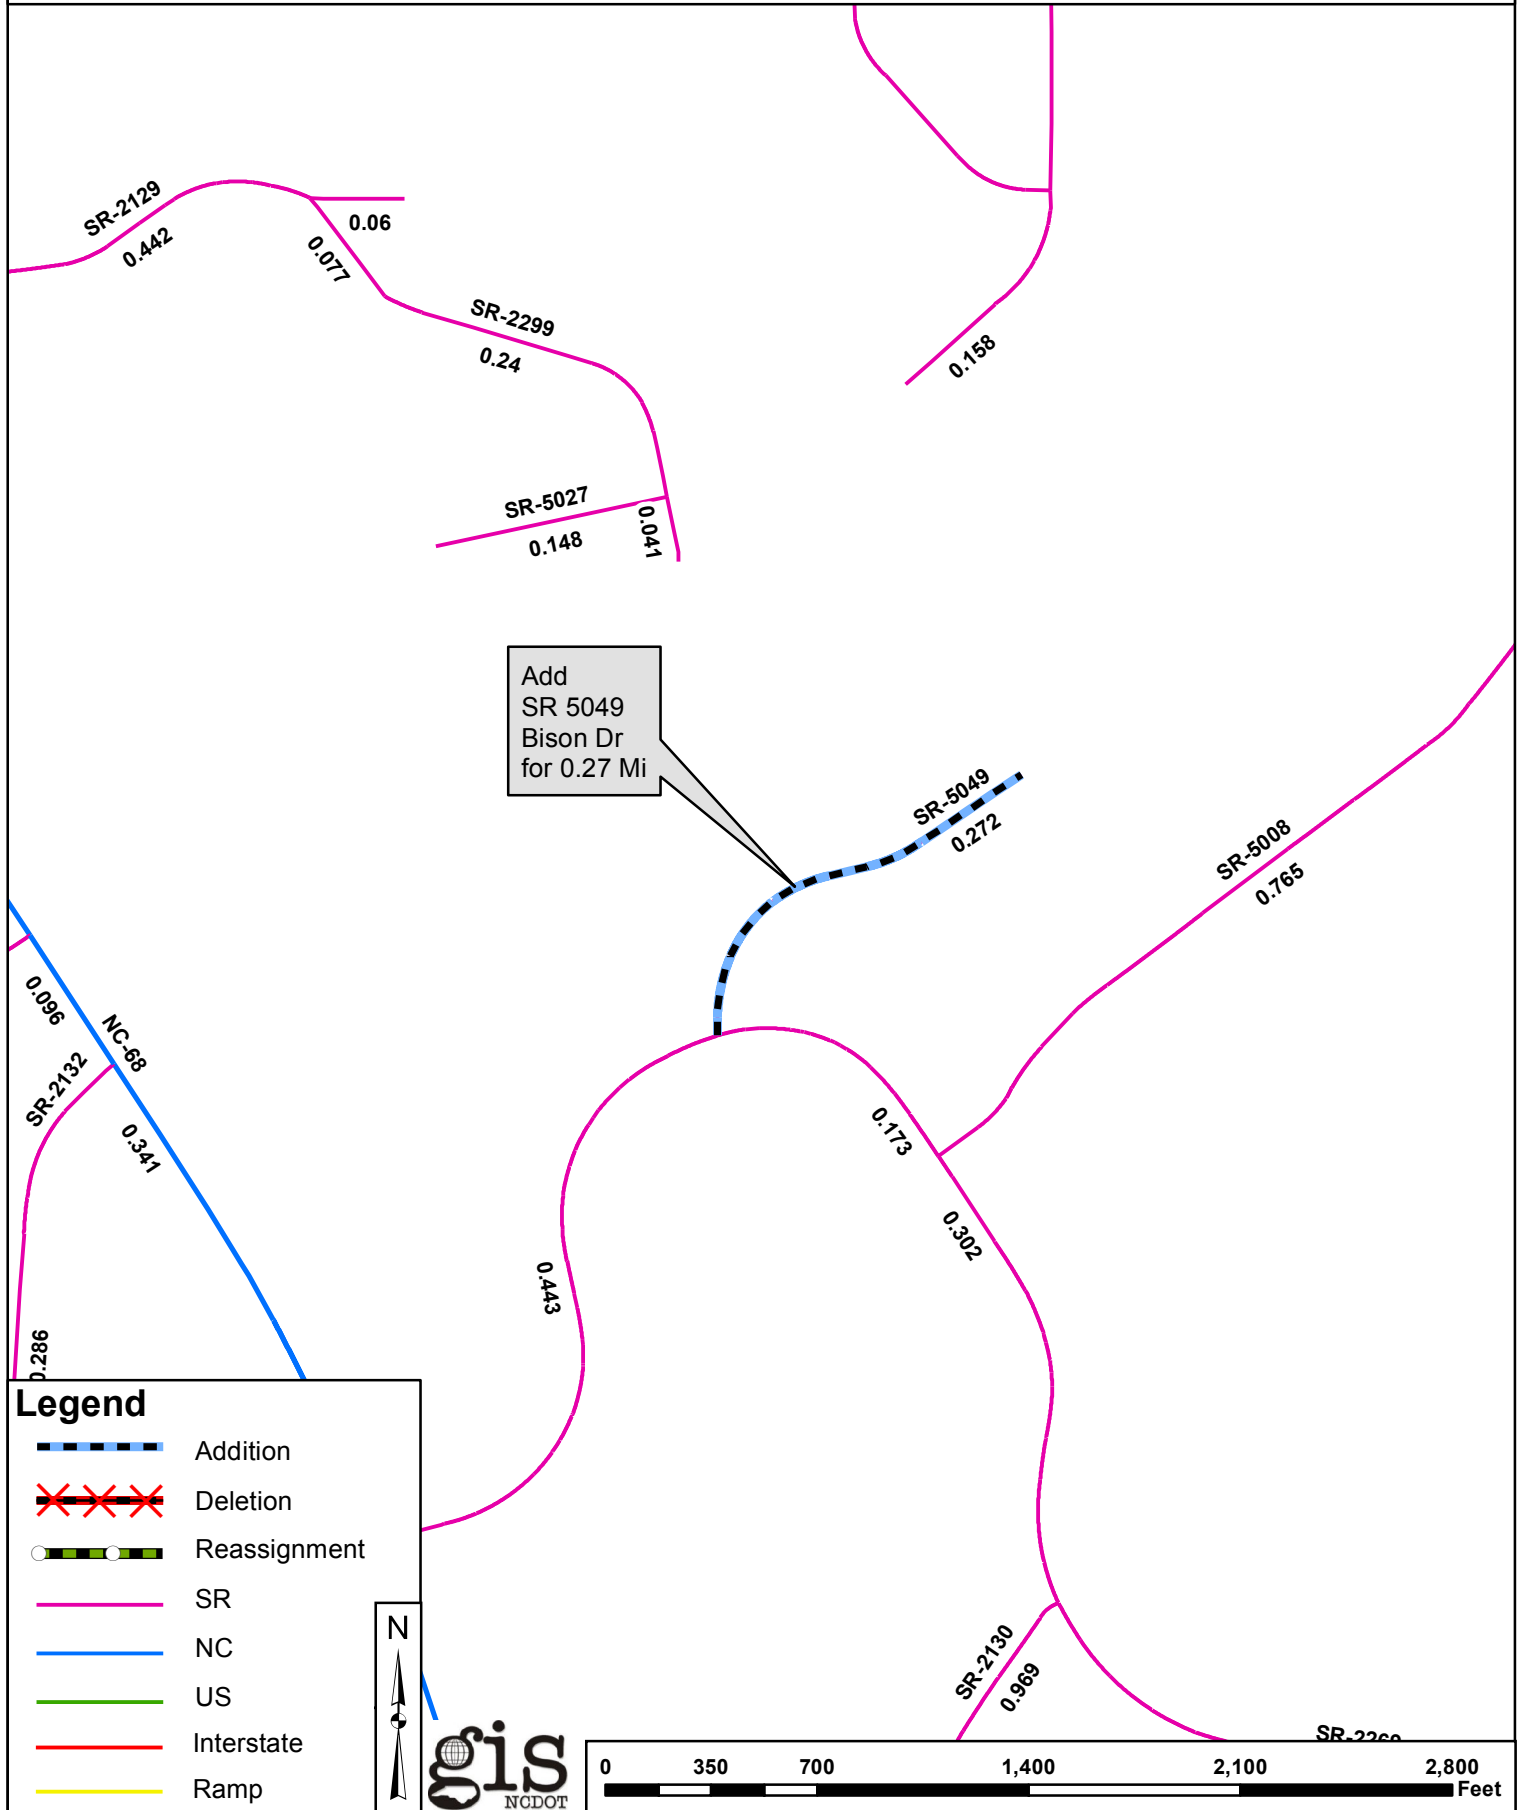 SR-2129
0.442
0.06
0.077
SR-2299
0.24
0.158
SR-5027
0.148
0.041
Add
SR 5049
Bison Dr
for 0.27 Mi
SR-5049
0.272
SR-5008
0.765
0.096
NC-68
SR-2132
0.341
0.173
0.302
0.443
0.286
Legend
Addition
Deletion
Reassignment
SR
NC
US
Interstate
Ramp
N
gis
NCDOT
SR-2130
0.969
0 350 700 1,400 2,100 2,800
Feet